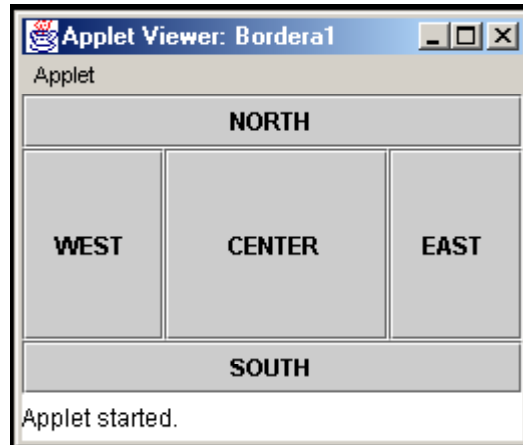 Applet Viewer: Bordera1
Applet
NORTH
WEST CENTER EAST
SOUTH
Applet started.